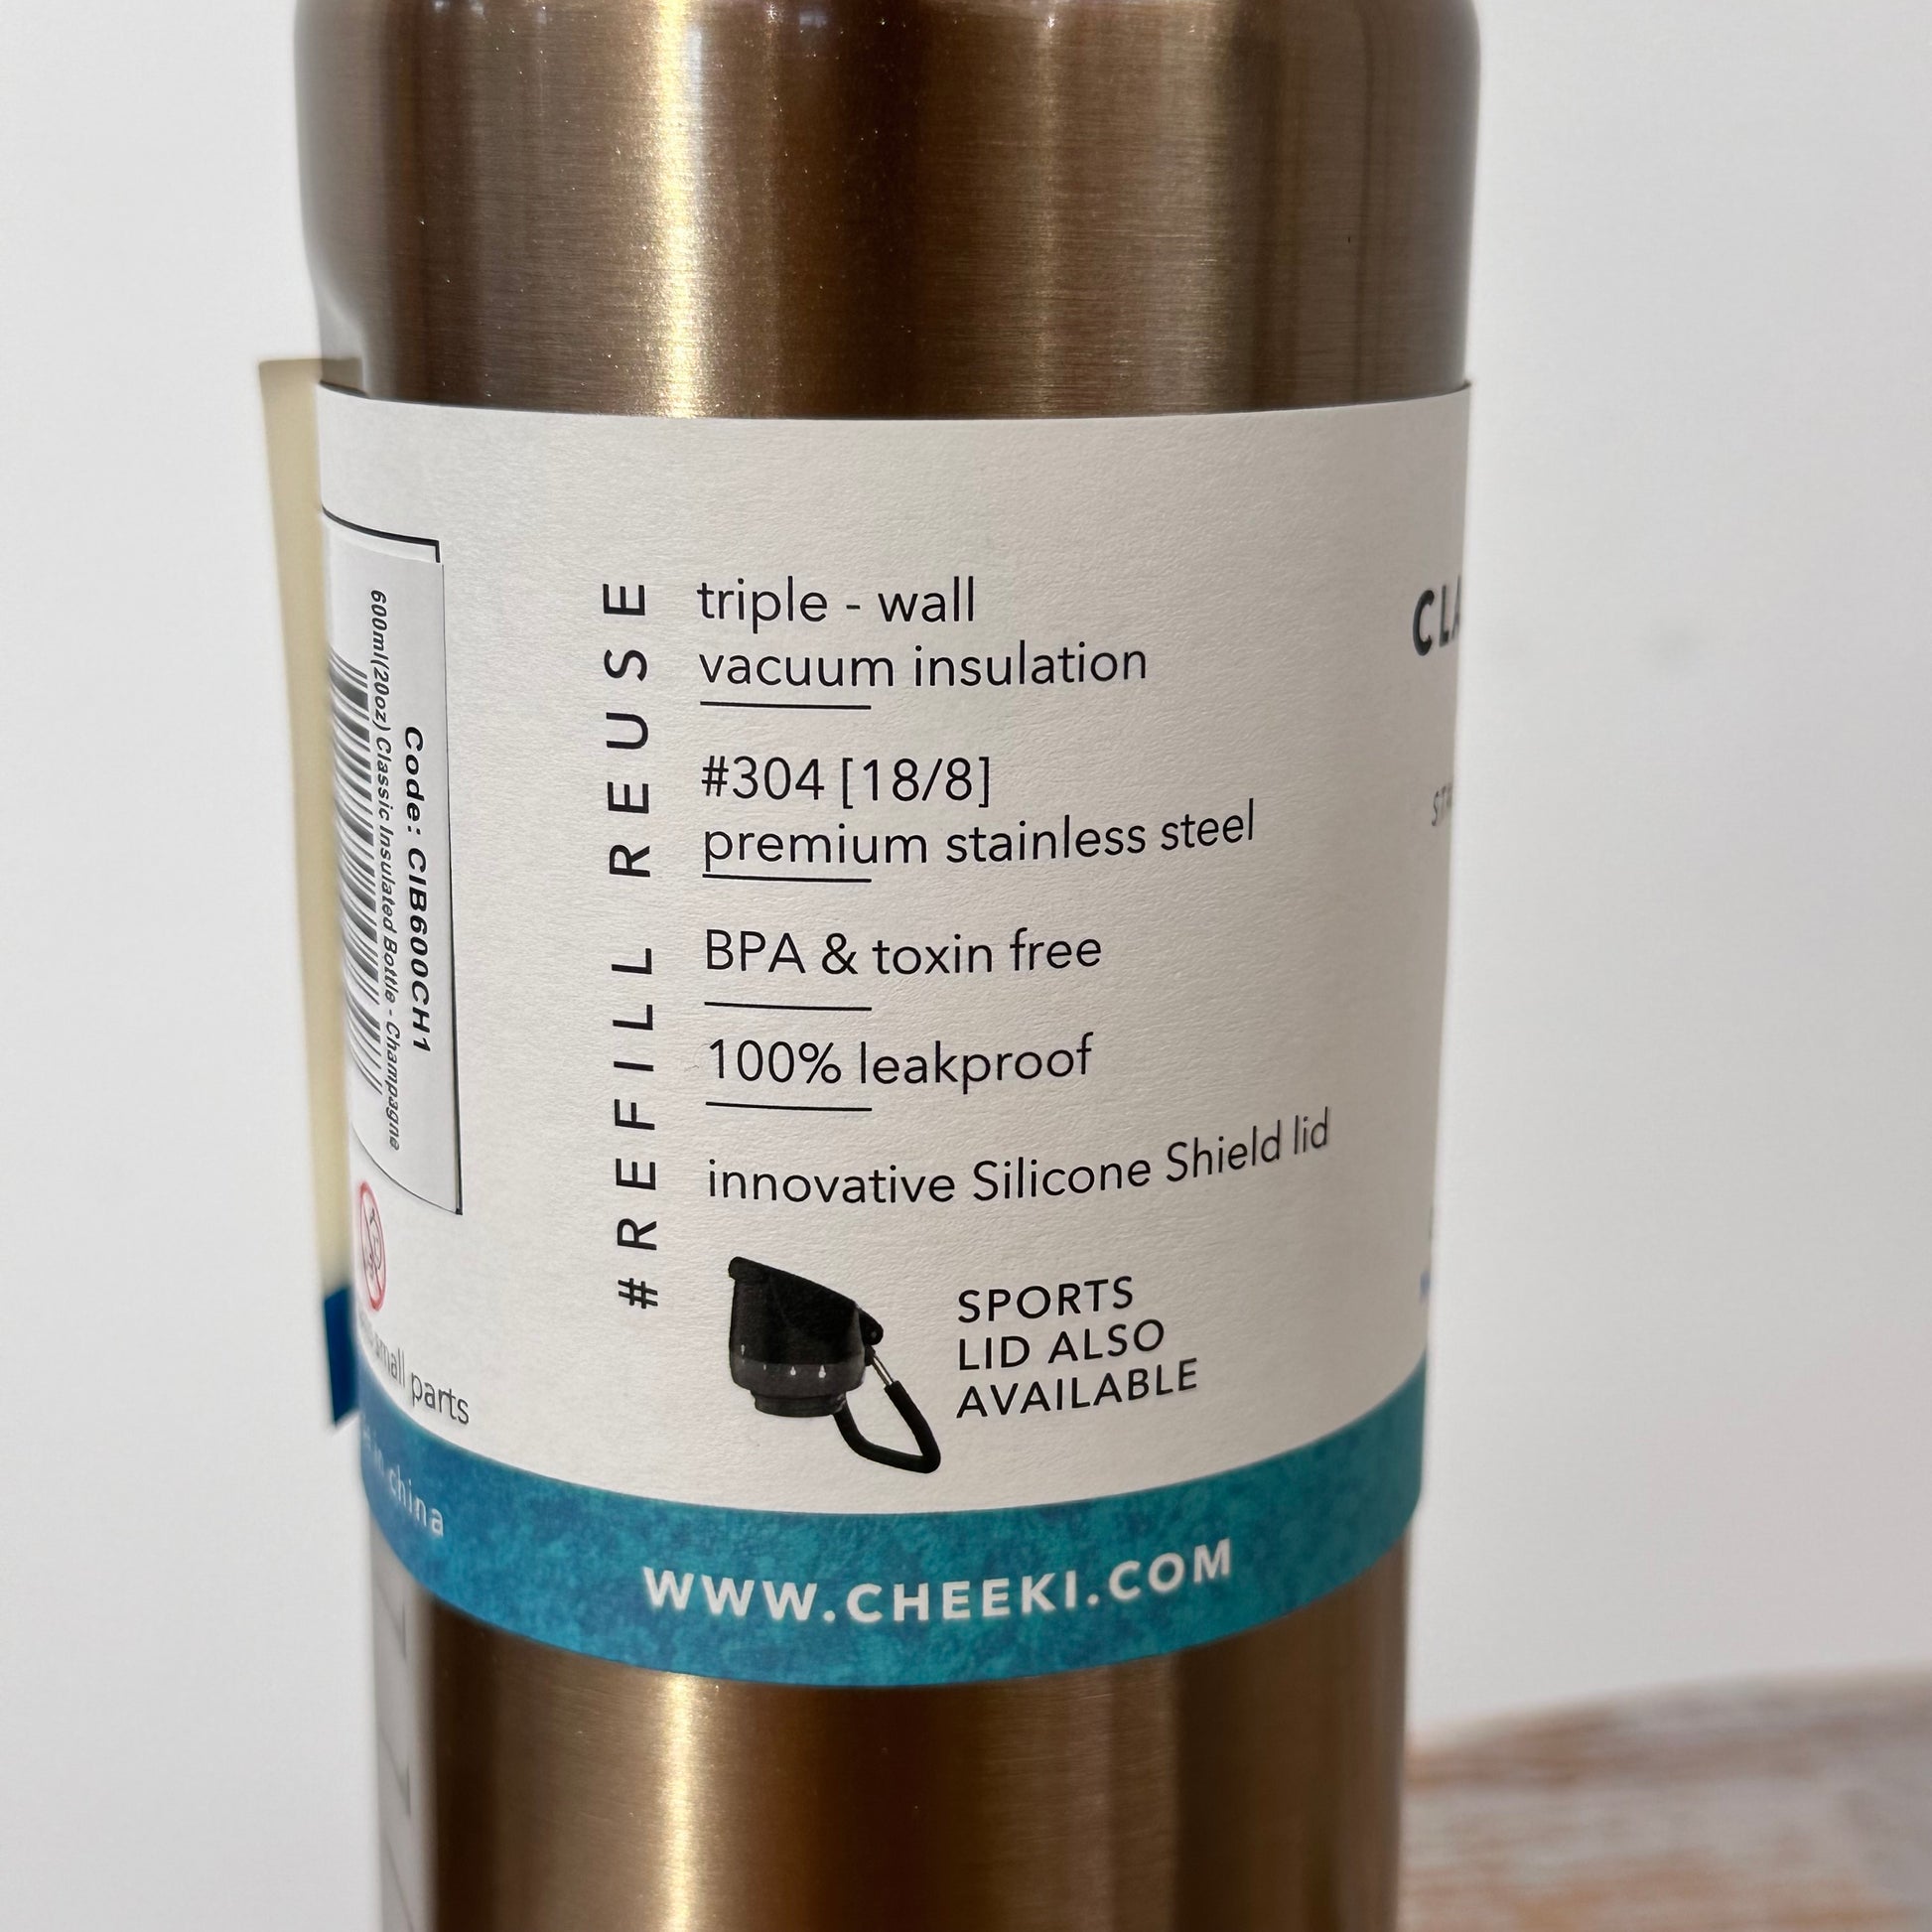 Code: CIB600CH1
600ml(20oz) Classic Insulated Bottle - Champagne
small parts
in china
#REFILL REUSE
triple - wall
vacuum insulation
#304 [18/8]
premium stainless steel
BPA & toxin free
100% leakproof
innovative Silicone Shield lid
SPORTS
LID ALSO
AVAILABLE
WWW.CHEEKI.COM